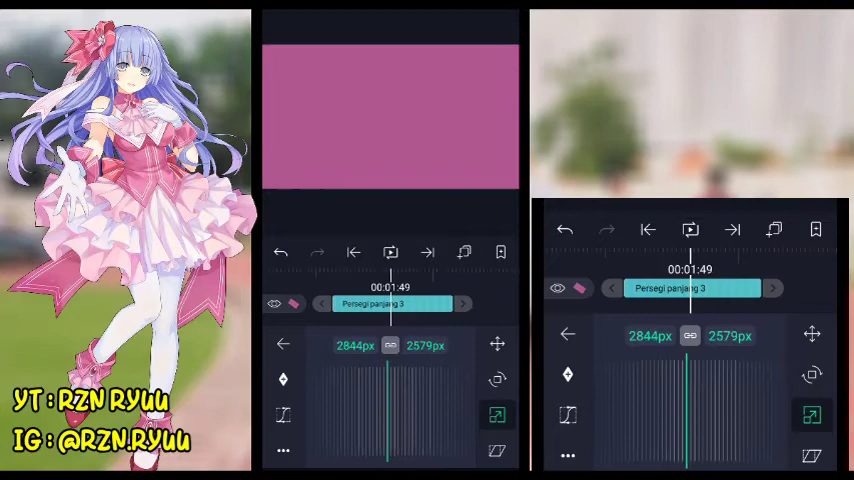 YT : RZN RYUU
IG : @RZN.RYUU
00:01:49
Persegi panjang 3
2844px
2579px
00:01:49
Persegi panjang 3
2844px
2579px